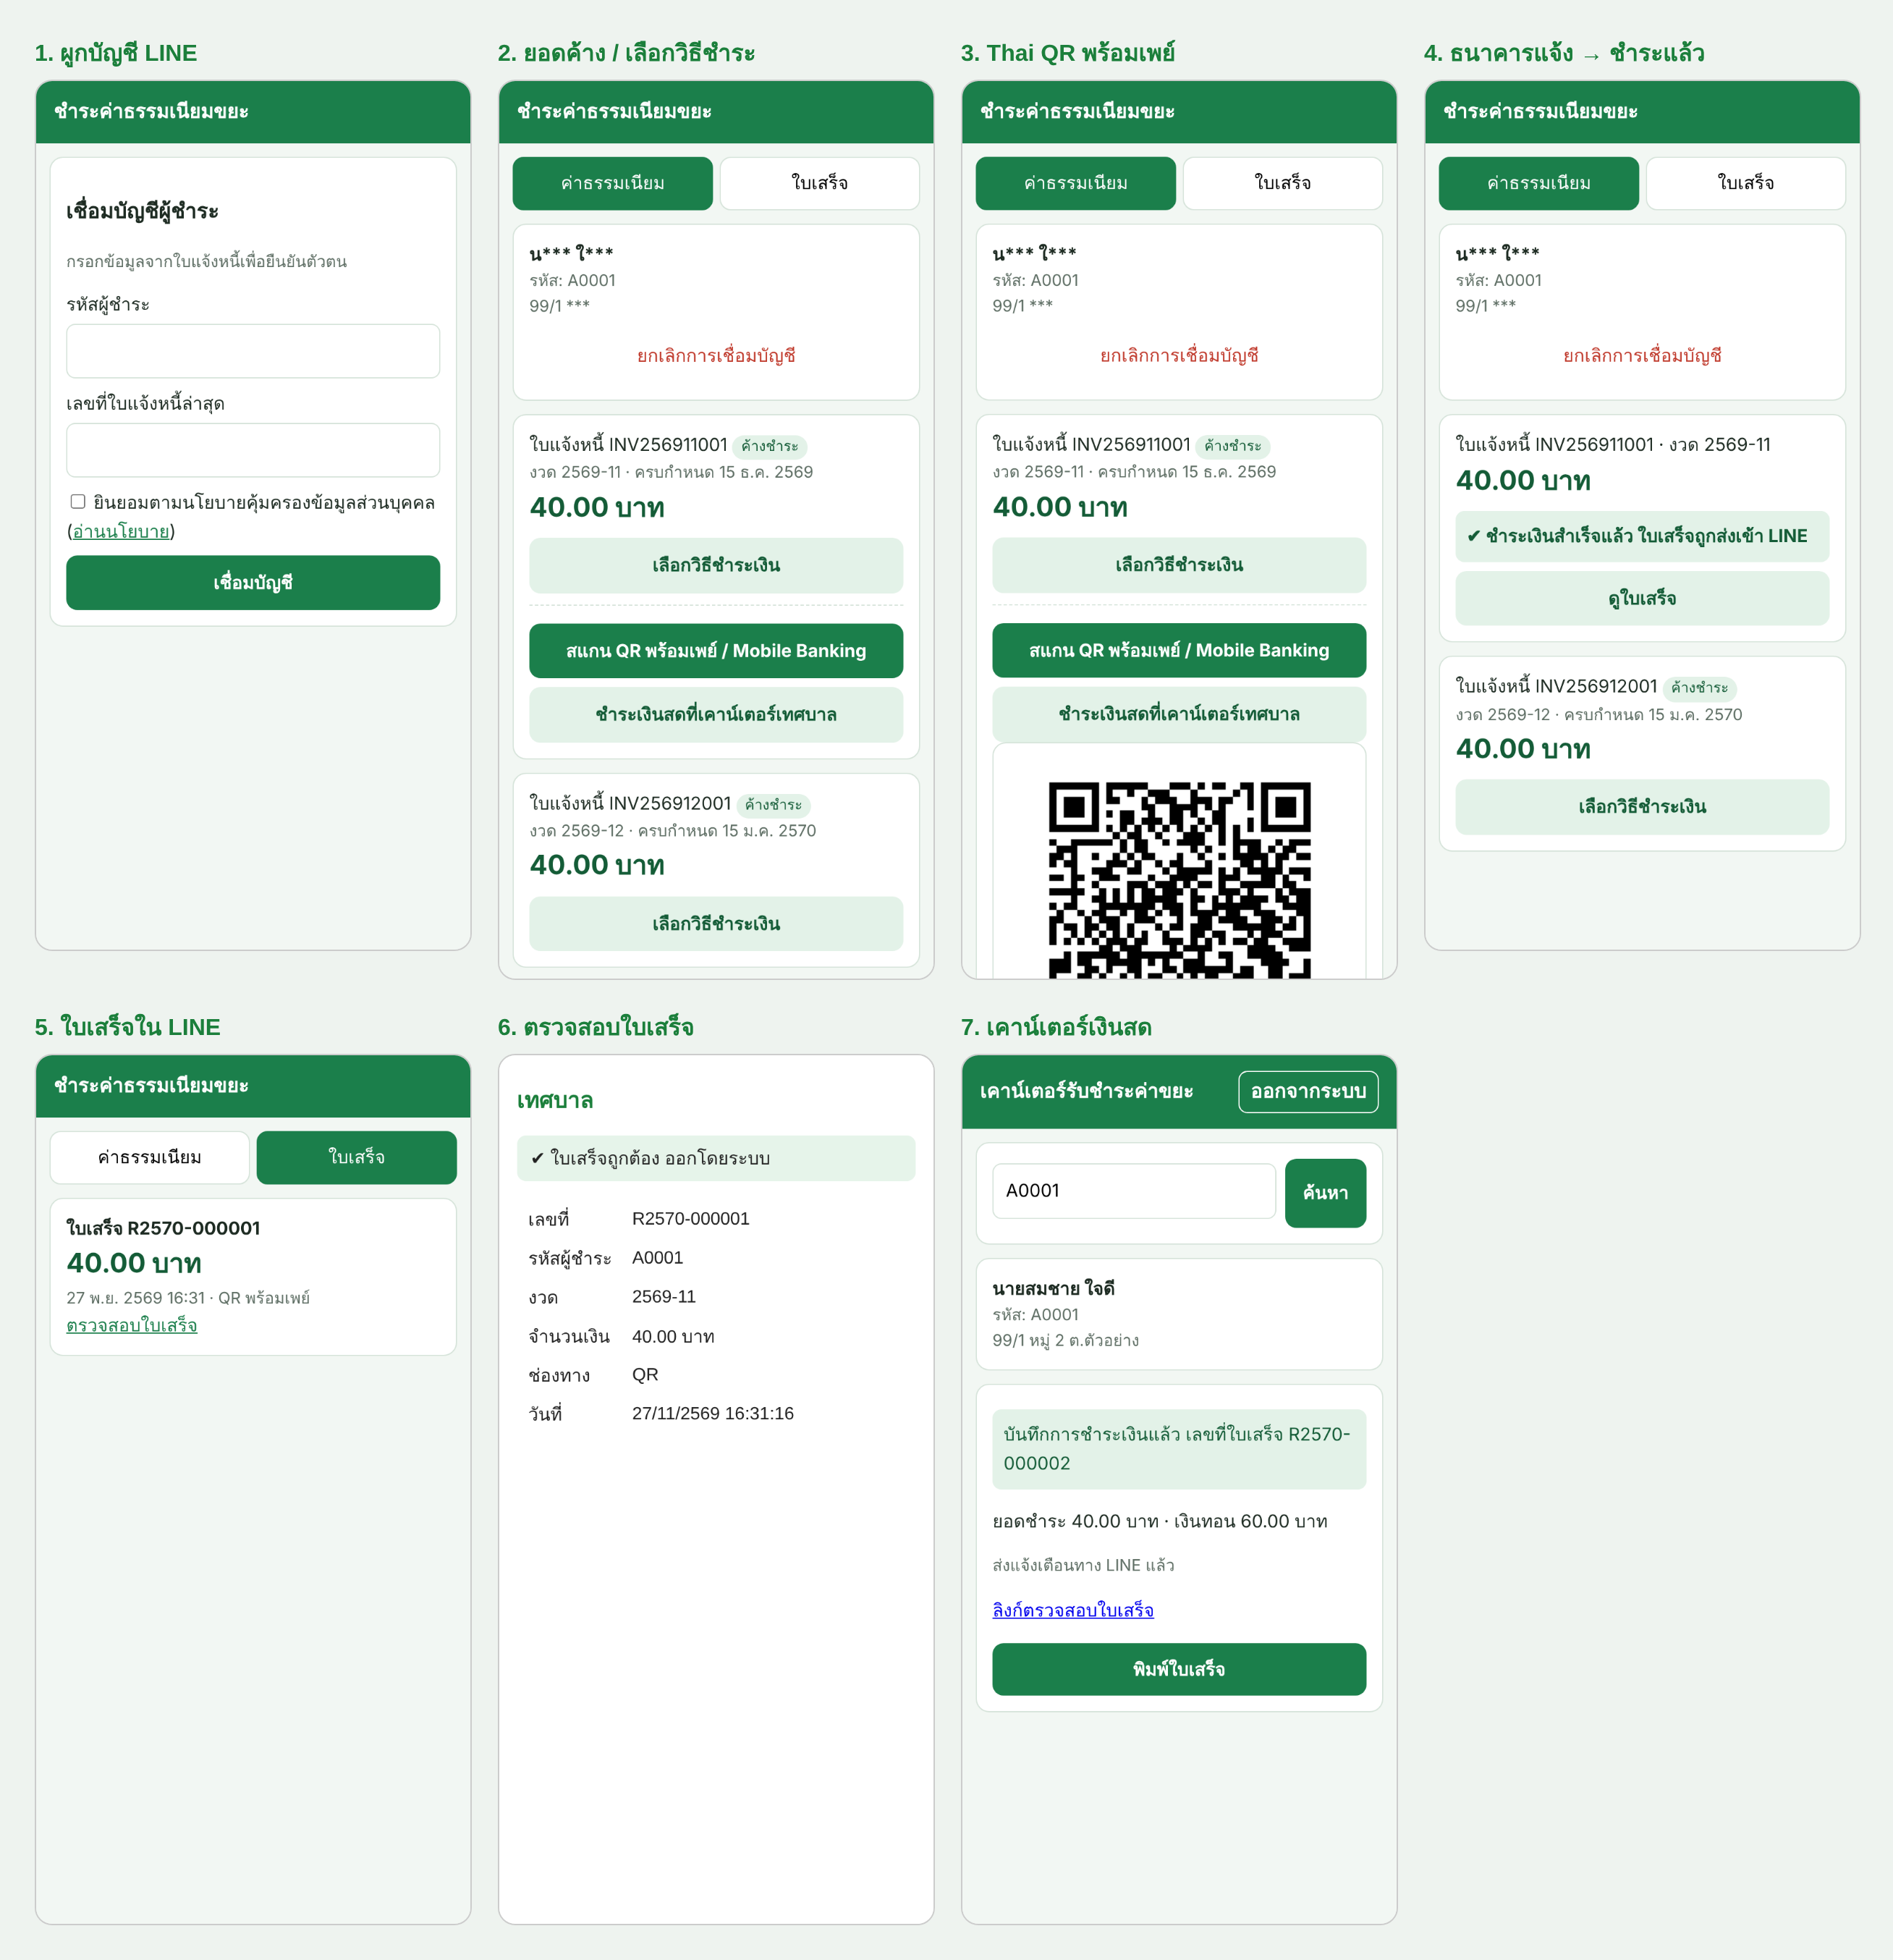 1. ผูกบัญชี LINE
ชำระค่าธรรมเนียมขยะ
เชื่อมบัญชีผู้ชำระ
กรอกข้อมูลจากใบแจ้งหนี้เพื่อยืนยันตัวตน
รหัสผู้ชำระ
เลขที่ใบแจ้งหนี้ล่าสุด
ยินยอมตามนโยบายคุ้มครองข้อมูลส่วนบุคคล
(อ่านนโยบาย)
เชื่อมบัญชี
2. ยอดค้าง / เลือกวิธีชำระ
ชำระค่าธรรมเนียมขยะ
ค่าธรรมเนียม
ใบเสร็จ
น*** ใ***
รหัส: A0001
99/1 ***
ยกเลิกการเชื่อมบัญชี
ใบแจ้งหนี้ INV256911001 ค้างชำระ
งวด 2569-11 · ครบกำหนด 15 ธ.ค. 2569
40.00 บาท
เลือกวิธีชำระเงิน
สแกน QR พร้อมเพย์ / Mobile Banking
ชำระเงินสดที่เคาน์เตอร์เทศบาล
ใบแจ้งหนี้ INV256912001 ค้างชำระ
งวด 2569-12 · ครบกำหนด 15 ม.ค. 2570
40.00 บาท
เลือกวิธีชำระเงิน
3. Thai QR พร้อมเพย์
ชำระค่าธรรมเนียมขยะ
ค่าธรรมเนียม
ใบเสร็จ
น*** ใ***
รหัส: A0001
99/1 ***
ยกเลิกการเชื่อมบัญชี
ใบแจ้งหนี้ INV256911001 ค้างชำระ
งวด 2569-11 · ครบกำหนด 15 ธ.ค. 2569
40.00 บาท
เลือกวิธีชำระเงิน
สแกน QR พร้อมเพย์ / Mobile Banking
ชำระเงินสดที่เคาน์เตอร์เทศบาล
4. ธนาคารแจ้ง → ชำระแล้ว
ชำระค่าธรรมเนียมขยะ
ค่าธรรมเนียม
ใบเสร็จ
น*** ใ***
รหัส: A0001
99/1 ***
ยกเลิกการเชื่อมบัญชี
ใบแจ้งหนี้ INV256911001 · งวด 2569-11
40.00 บาท
✔ ชำระเงินสำเร็จแล้ว ใบเสร็จถูกส่งเข้า LINE
ดูใบเสร็จ
ใบแจ้งหนี้ INV256912001 ค้างชำระ
งวด 2569-12 · ครบกำหนด 15 ม.ค. 2570
40.00 บาท
เลือกวิธีชำระเงิน
5. ใบเสร็จใน LINE
ชำระค่าธรรมเนียมขยะ
ค่าธรรมเนียม
ใบเสร็จ
ใบเสร็จ R2570-000001
40.00 บาท
27 พ.ย. 2569 16:31 · QR พร้อมเพย์
ตรวจสอบใบเสร็จ
6. ตรวจสอบใบเสร็จ
เทศบาล
✔ ใบเสร็จถูกต้อง ออกโดยระบบ
เลขที่ R2570-000001
รหัสผู้ชำระ A0001
งวด 2569-11
จำนวนเงิน 40.00 บาท
ช่องทาง QR
วันที่ 27/11/2569 16:31:16
7. เคาน์เตอร์เงินสด
เคาน์เตอร์รับชำระค่าขยะ
ออกจากระบบ
A0001
ค้นหา
นายสมชาย ใจดี
รหัส: A0001
99/1 หมู่ 2 ต.ตัวอย่าง
บันทึกการชำระเงินแล้ว เลขที่ใบเสร็จ R2570-
000002
ยอดชำระ 40.00 บาท · เงินทอน 60.00 บาท
ส่งแจ้งเตือนทาง LINE แล้ว
ลิงก์ตรวจสอบใบเสร็จ
พิมพ์ใบเสร็จ